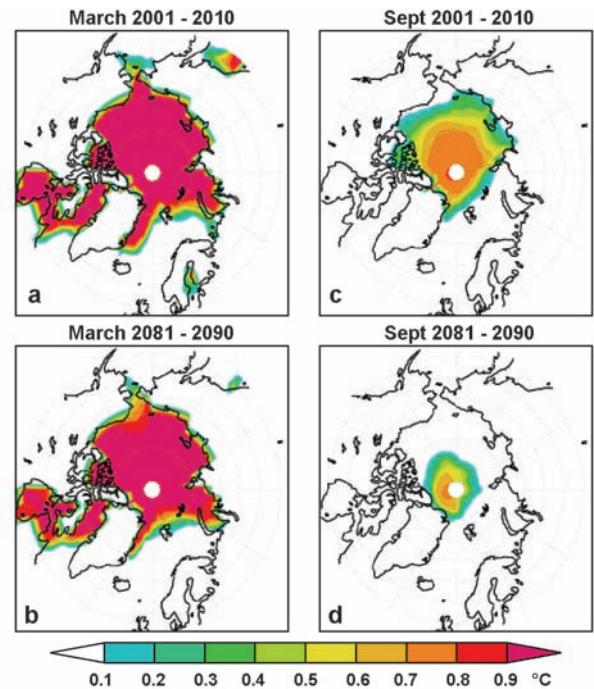 March 2001 - 2010
Sept 2001 - 2010
a
c
March 2081 - 2090
Sept 2081 - 2090
b
d
0.1 0.2 0.3 0.4 0.5 0.6 0.7 0.8 0.9 °C